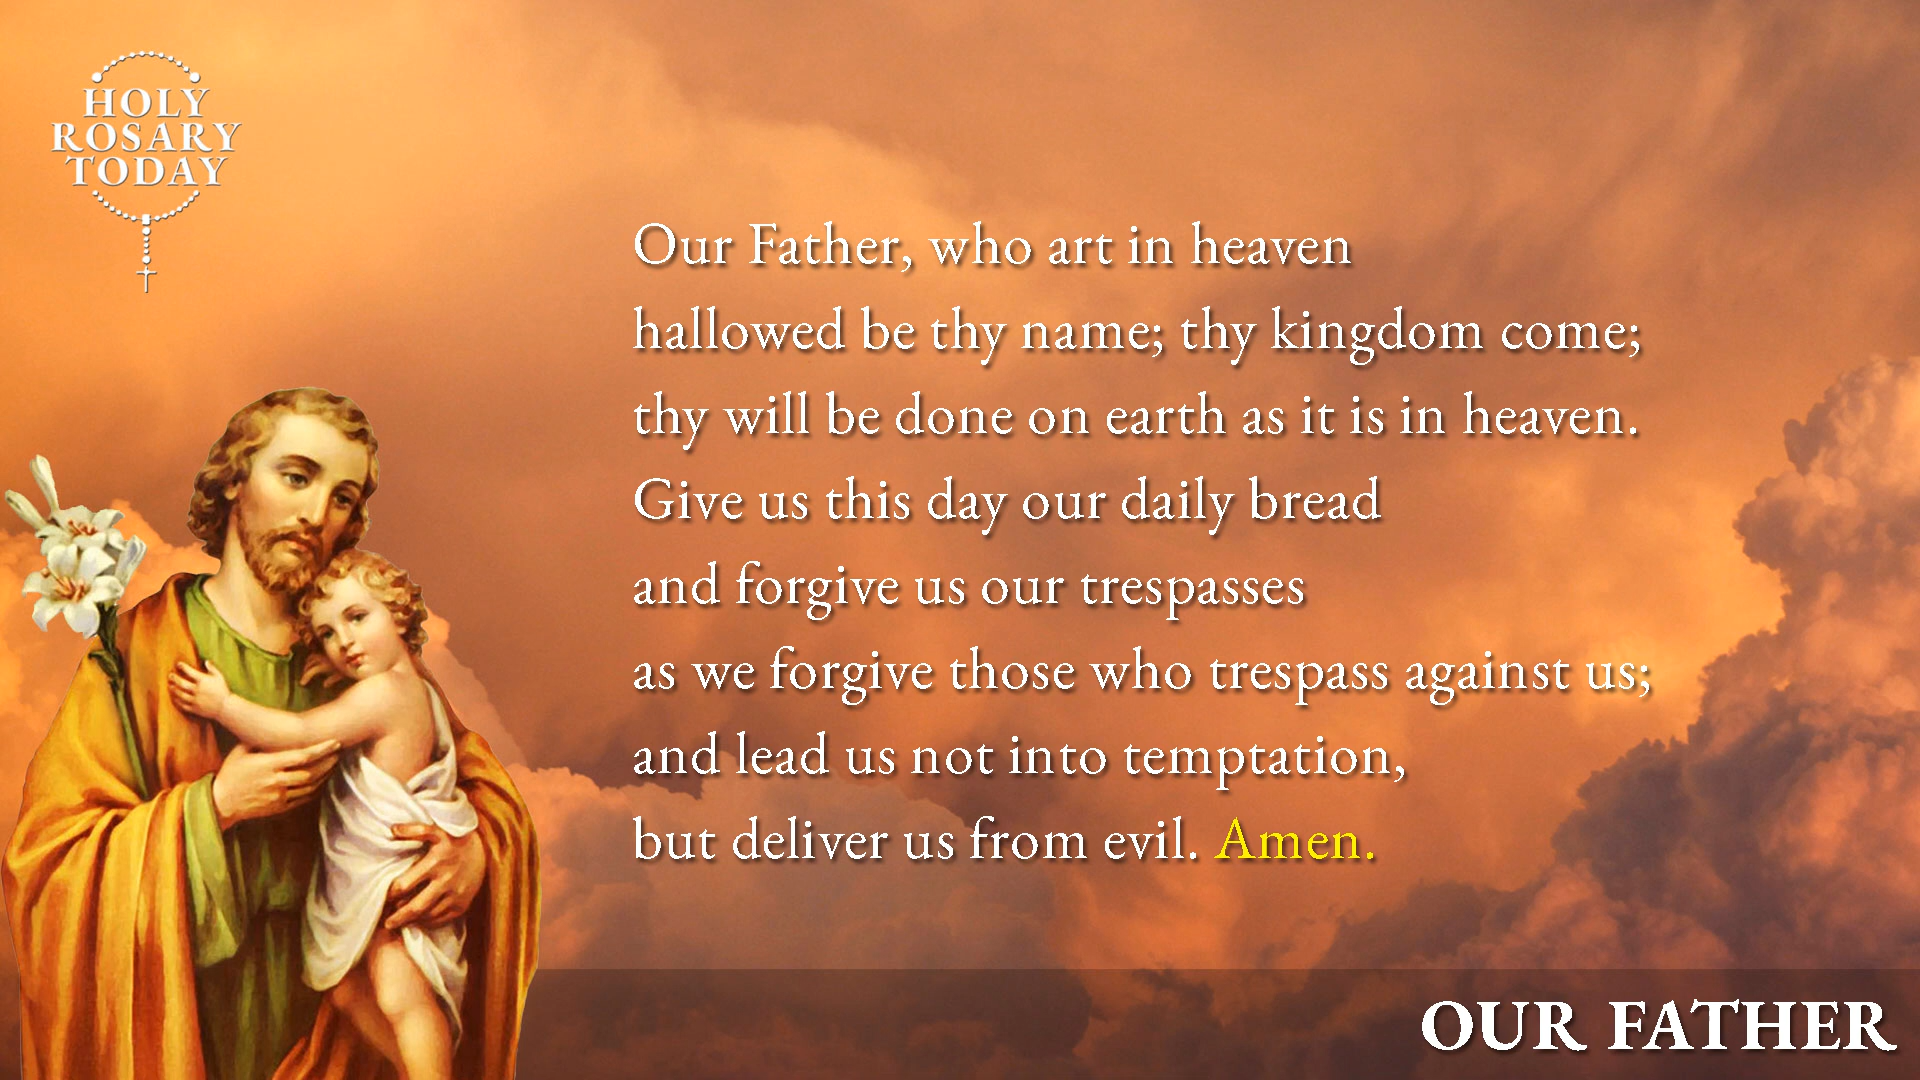 HOLY
ROSARY
TODAY
Our Father, who art in heaven
hallowed be thy name; thy kingdom come;
thy will be done on earth as it is in heaven.
Give us this day our daily bread
and forgive us our trespasses
as we forgive those who trespass against us;
and lead us not into temptation,
but deliver us from evil. Amen.
OUR FATHER